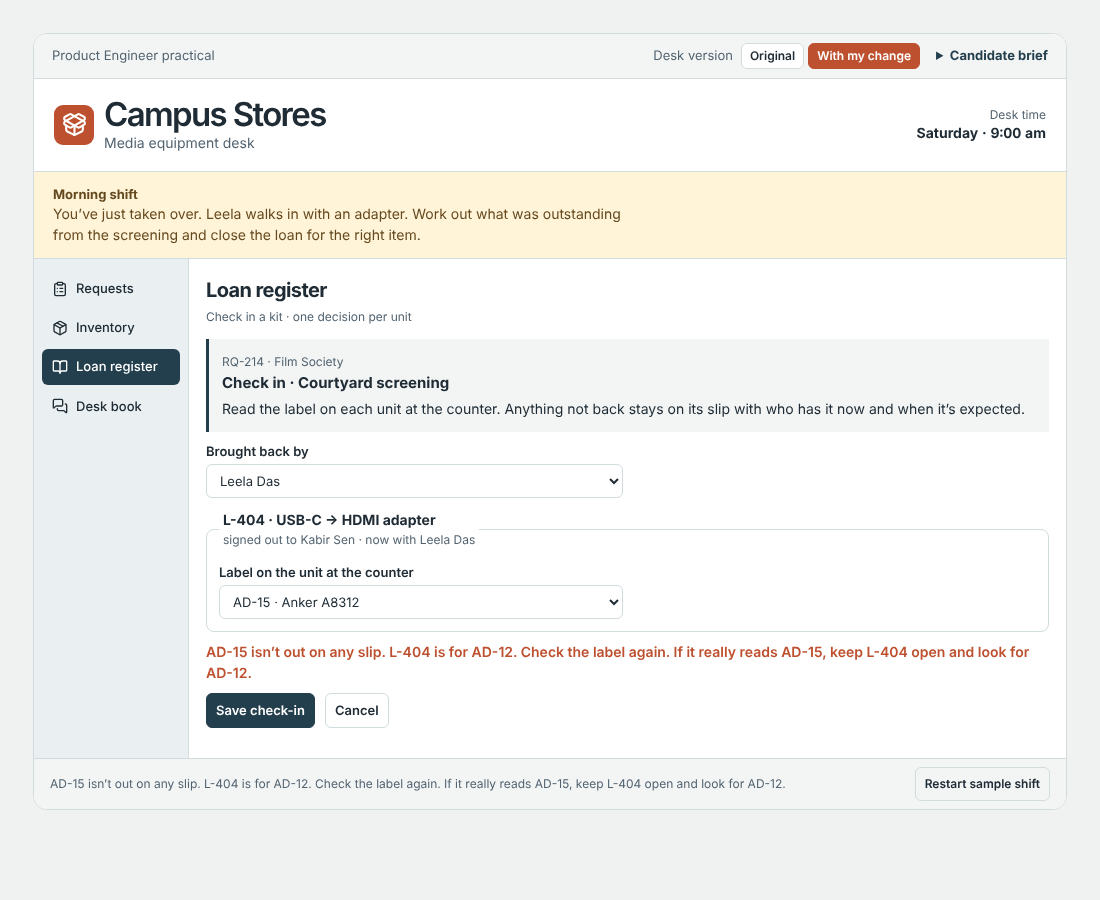 Product Engineer practical
Desk version
Original
With my change
Candidate brief
Campus Stores
Media equipment desk
Desk time
Saturday · 9:00 am
Morning shift
You’ve just taken over. Leela walks in with an adapter. Work out what was outstanding
from the screening and close the loan for the right item.
Requests
Inventory
Loan register
Desk book
Loan register
Check in a kit · one decision per unit
RQ-214 · Film Society
Check in · Courtyard screening
Read the label on each unit at the counter. Anything not back stays on its slip with who has it now and when it’s expected.
Brought back by
Leela Das
L-404 · USB-C → HDMI adapter
signed out to Kabir Sen · now with Leela Das
Label on the unit at the counter
AD-15 · Anker A8312
AD-15 isn’t out on any slip. L-404 is for AD-12. Check the label again. If it really reads AD-15, keep L-404 open and look for
AD-12.
Save check-in
Cancel
AD-15 isn’t out on any slip. L-404 is for AD-12. Check the label again. If it really reads AD-15, keep L-404 open and look for AD-12.
Restart sample shift